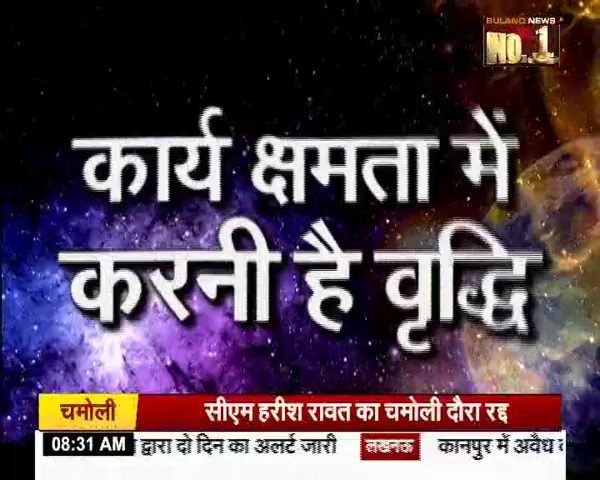 BULAND NEWS
NO.1
कार्य क्षमता में
करनी है वृद्धि
चमोली सीएम हरीश रावत का चमोली दौरा रद्द
08:31 AM द्वारा दो दिन का अलर्ट जारी लखनऊ कानपुर में अवैध